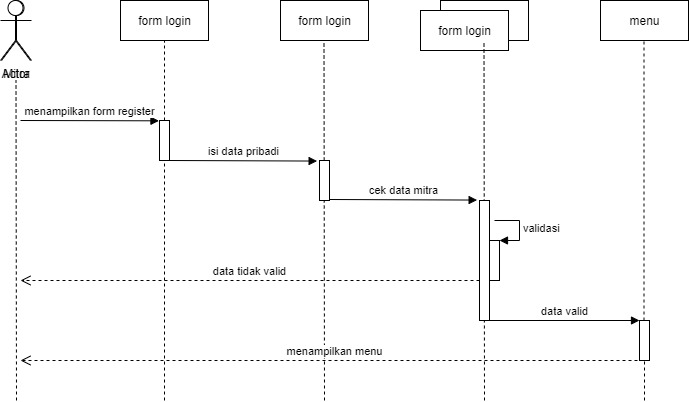 form login
form login
form login
menu
Mitra
menampilkan form register
isi data pribadi
cek data mitra
validasi
data tidak valid
data valid
menampilkan menu